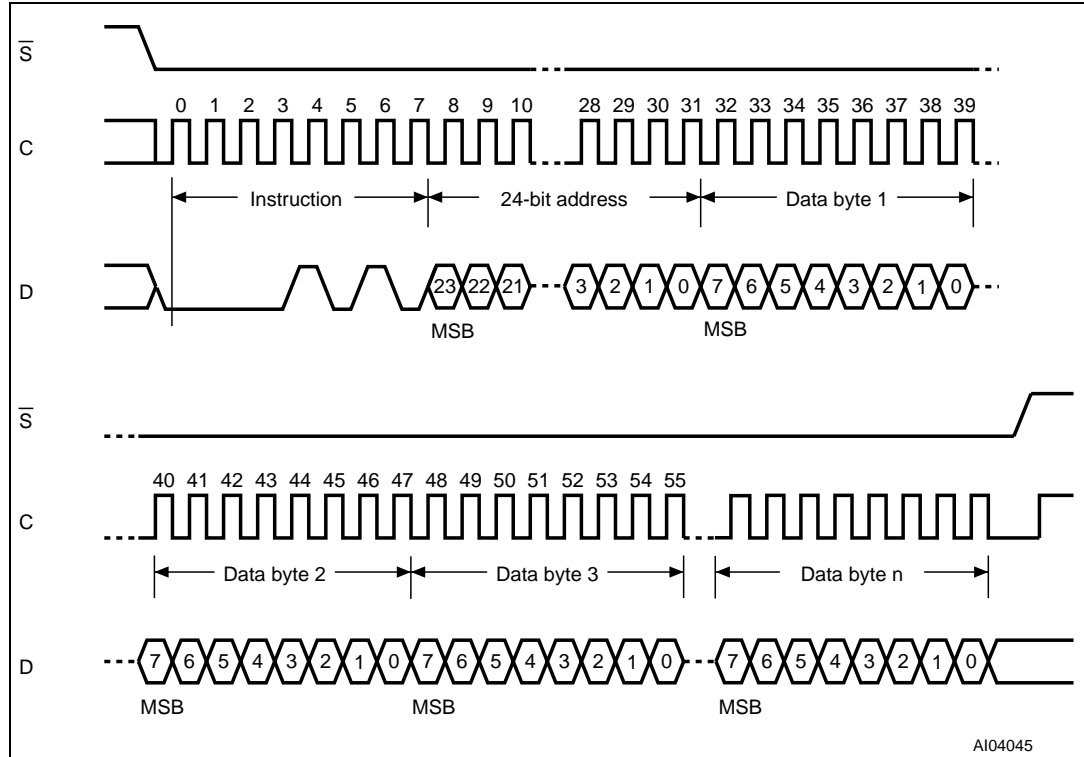 S
0 1 2 3 4 5 6 7 8 9 10 28 29 30 31 32 33 34 35 36 37 38 39
C
Instruction 24-bit address Data byte 1
D
23 22 21 3 2 1 0 7 6 5 4 3 2 1 0
MSB MSB
S
40 41 42 43 44 45 46 47 48 49 50 51 52 53 54 55
C
Data byte 2 Data byte 3 Data byte n
D
7 6 5 4 3 2 1 0 7 6 5 4 3 2 1 0 7 6 5 4 3 2 1 0
MSB MSB MSB
AI04045